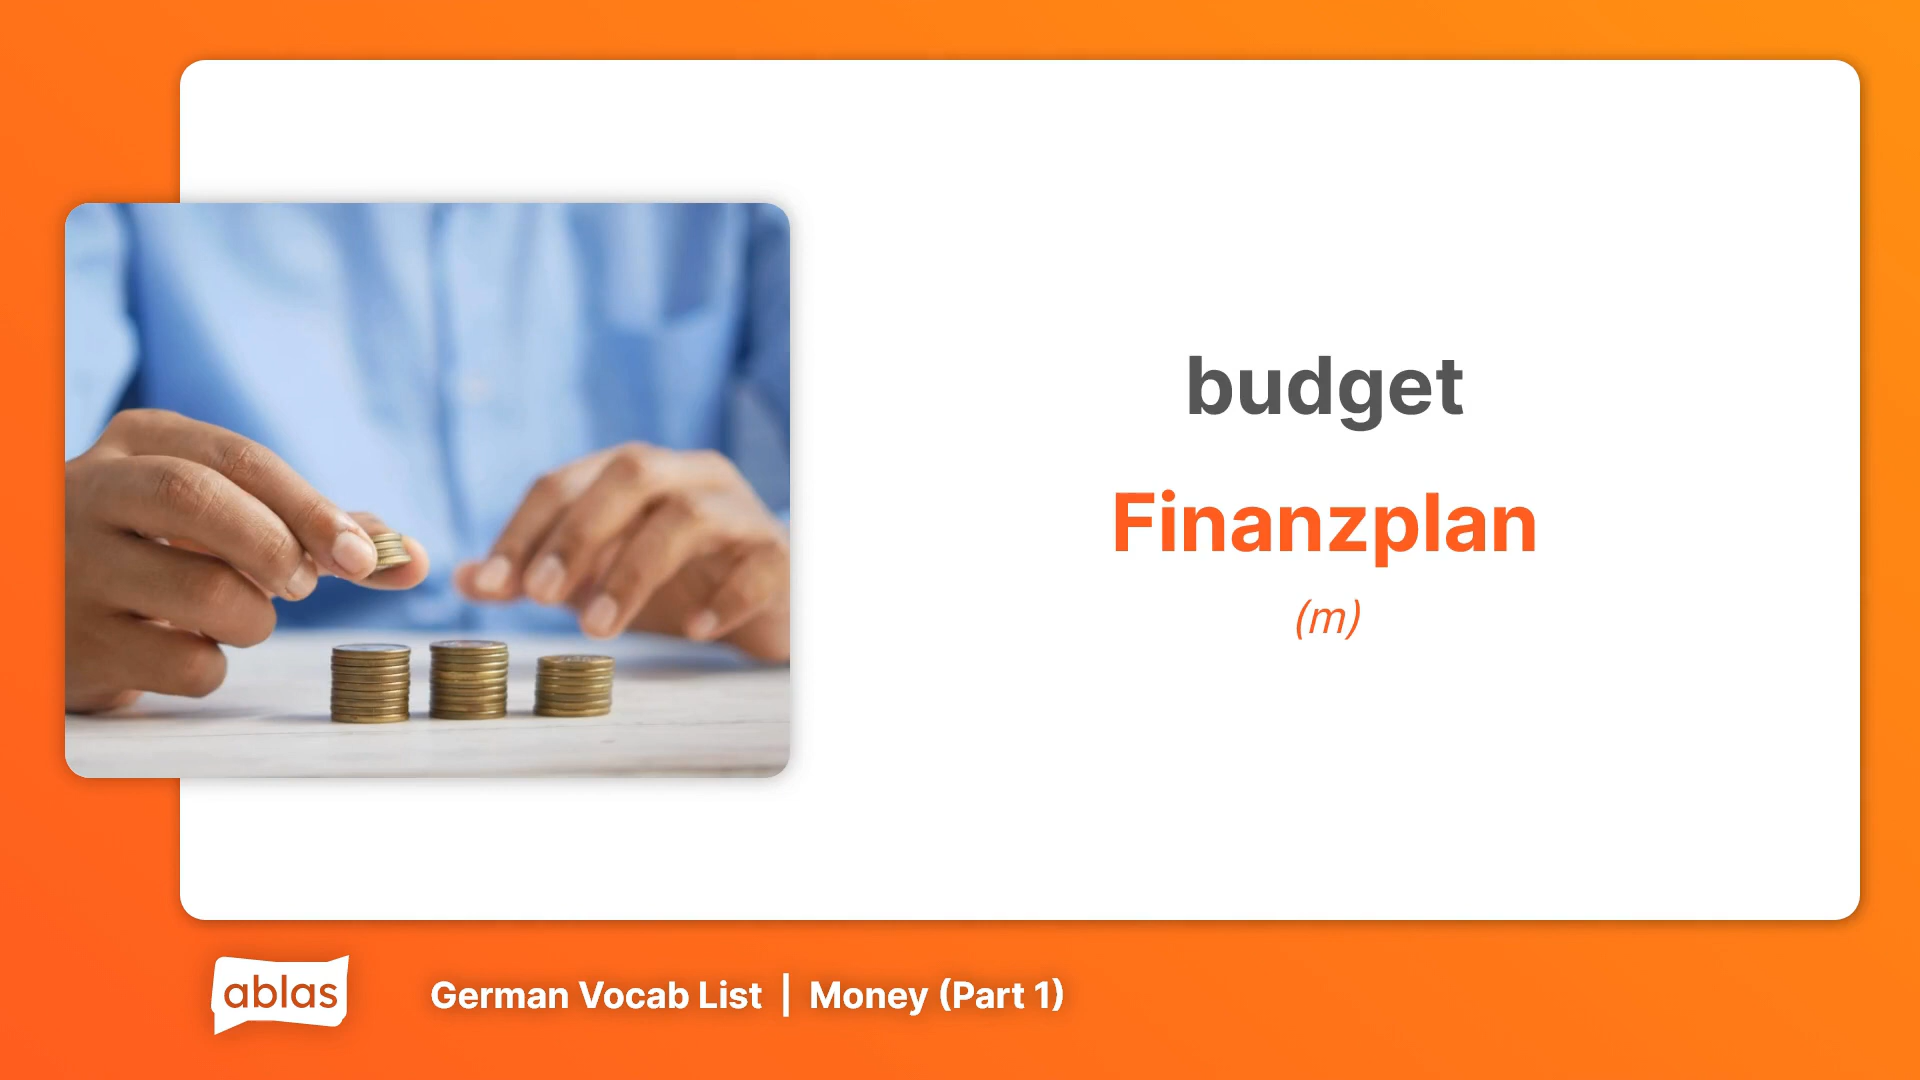 budget
Finanzplan
(m)
ablas
German Vocab List | Money (Part 1)